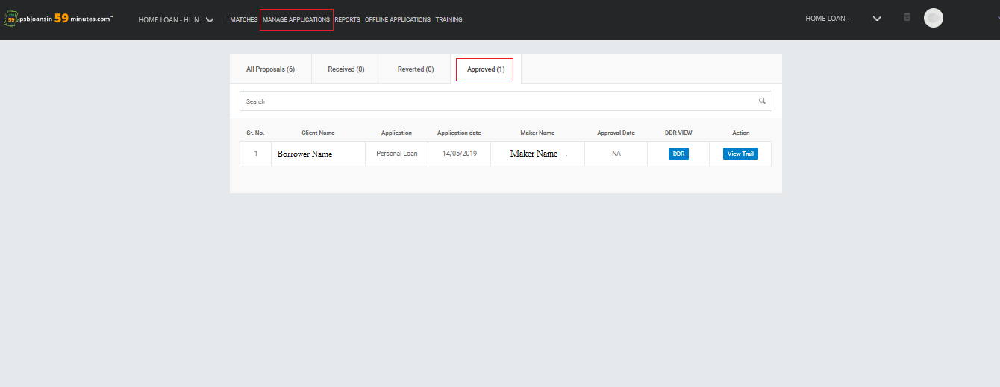 psbloansin 59 minutes.com™ HOME LOAN - HL N... MATCHES MANAGE APPLICATIONS REPORTS OFFLINE APPLICATIONS TRAINING HOME LOAN -
All Proposals (6) Received (0) Reverted (0) Approved (1)
Search
Sr. No. Client Name Application Application date Maker Name Approval Date DDR VIEW Action
1 Borrower Name Personal Loan 14/05/2019 Maker Name . NA DDR View Trail